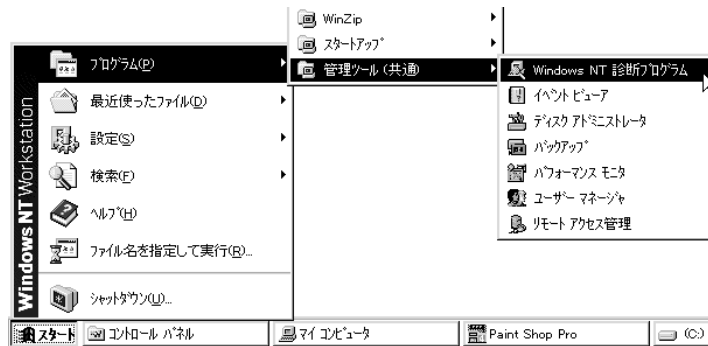 WinZip
スタートアップ
管理ツール (共通)
プログラム(P)
最近使ったファイル(D)
設定(S)
検索(F)
ヘルプ(H)
ファイル名を指定して実行(R)...
シャットダウン(U)...
Windows NT Workstation
Windows NT 診断プログラム
イベント ビューア
ディスク アドミニストレータ
バックアップ
パフォーマンス モニタ
ユーザー マネージャ
リモート アクセス管理
スタート
コントロール パネル
マイ コンピュータ
Paint Shop Pro
(C:)